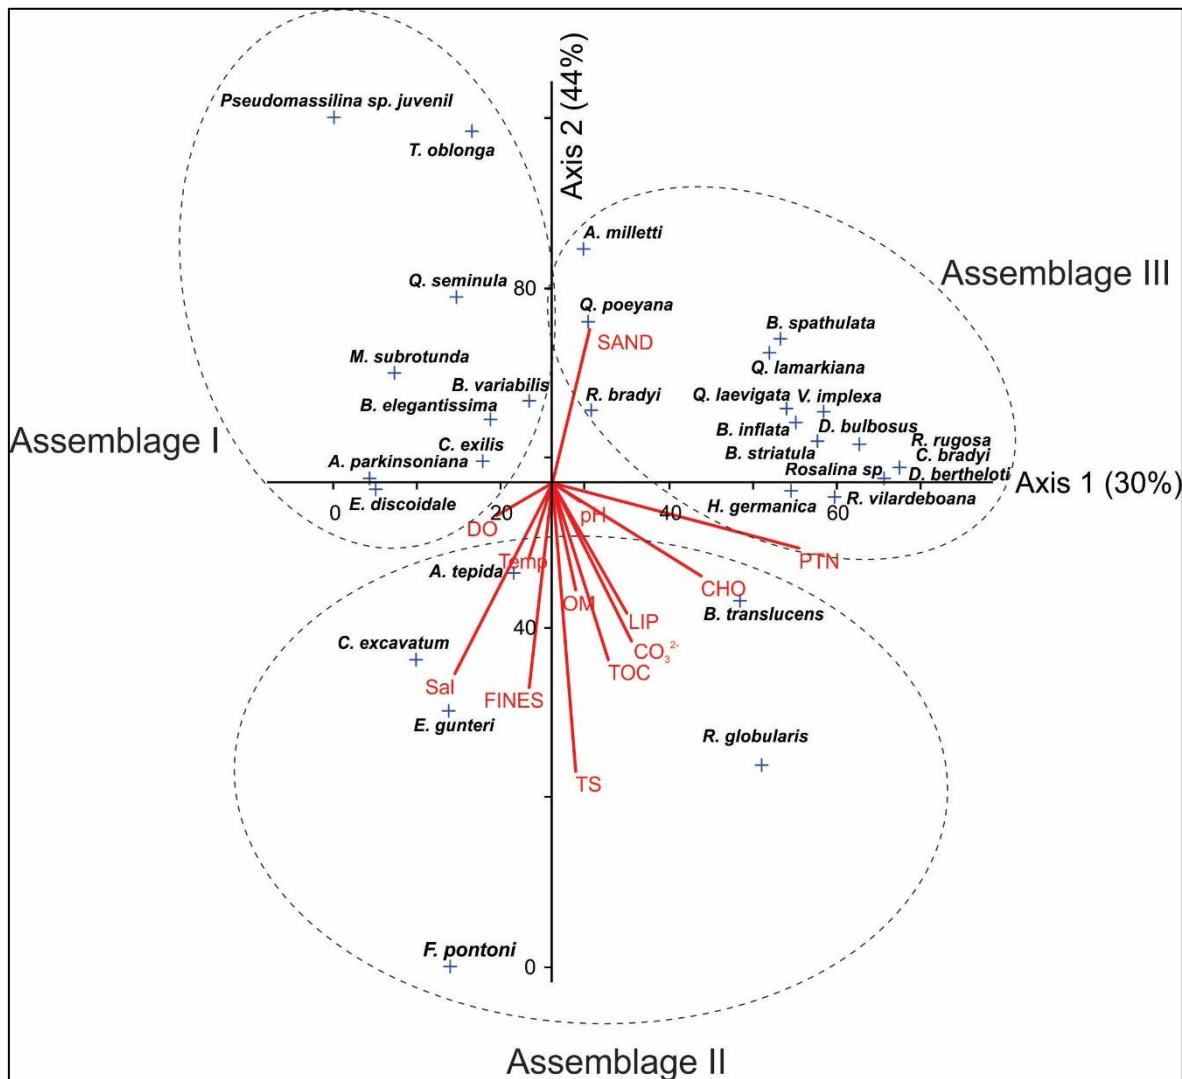 Axis 2 (44%)
Pseudomassilina sp. juvenil
T. oblonga
A. milletti
Assemblage III
Q. seminula
80
Q. poeyana
B. spathulata
SAND
M. subrotunda
Q. lamarkiana
B. variabilis
R. bradyi
Q. laevigata
V. implexa
B. elegantissima
B. inflata
D. bulbosus
Assemblage I
C. exilis
B. striatula
R. rugosa
C. bradyi
A. parkinsoniana
Rosalina sp
D. bertheloti
Axis 1 (30%)
E. discoidale
H. germanica
R. vilardeboana
0
20
40
60
DO
pH
Temp
PTN
A. tepida
CHO
OM
B. translucens
LIP
40
C. excavatum
CO₃²⁻
TOC
Sal
FINES
E. gunteri
R. globularis
TS
F. pontoni
0
Assemblage II